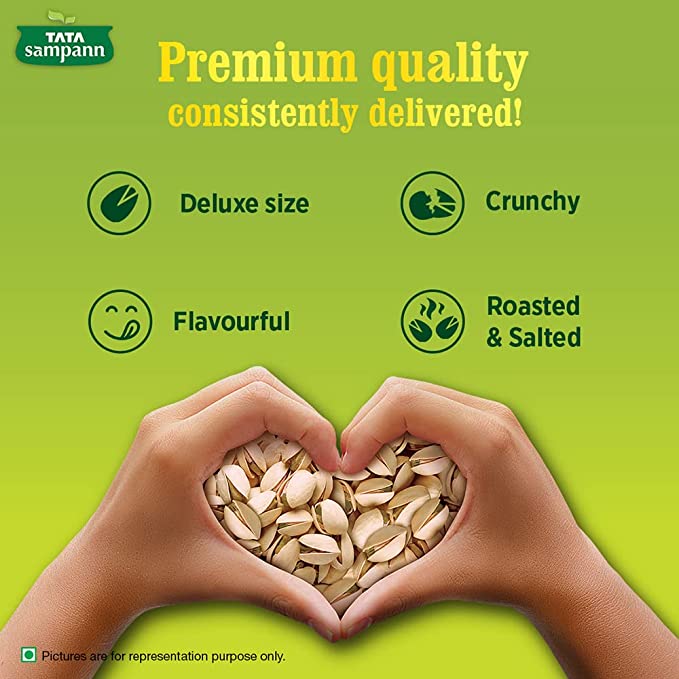 TATA
sampann
Premium quality
consistently delivered!
Deluxe size
Crunchy
Flavourful
Roasted
& Salted
Pictures are for representation purpose only.